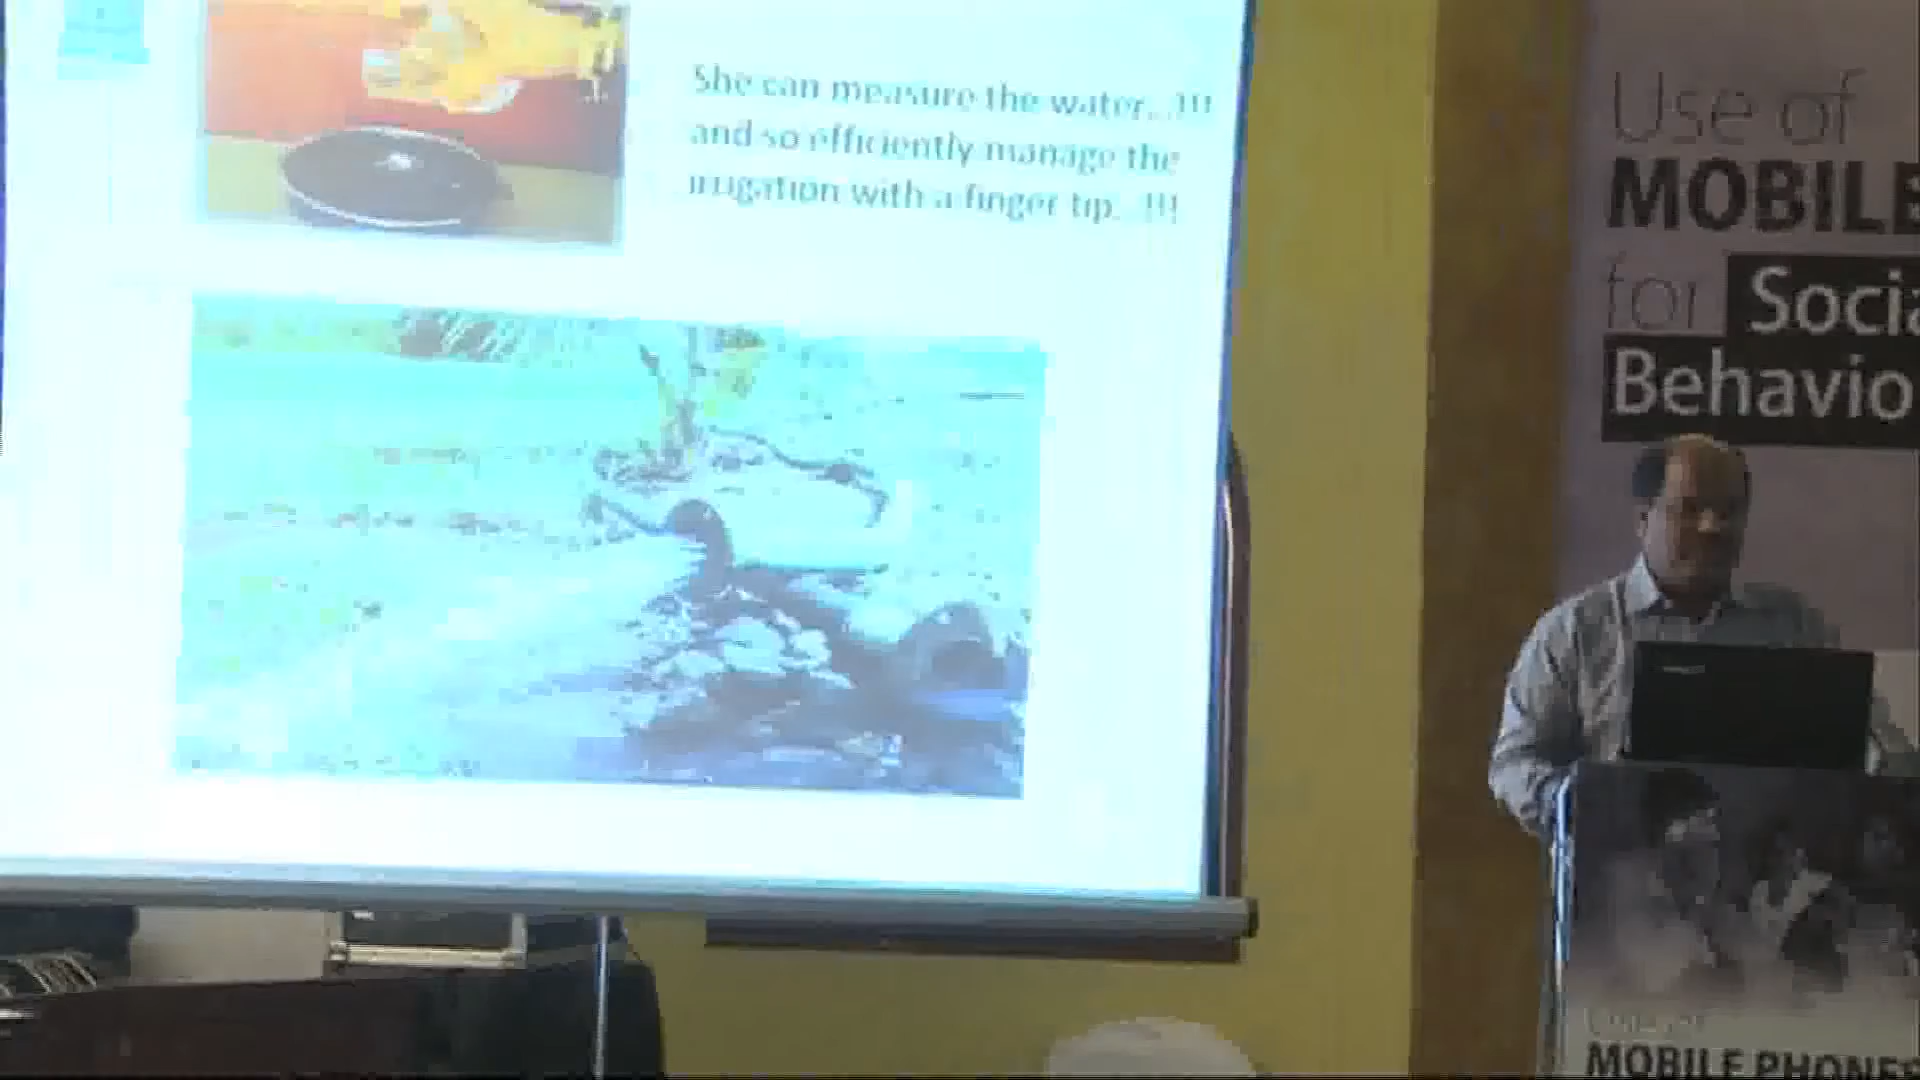 She can measure the water...!!!
and so efficiently manage the
irrigation with a finger tip...!!!
Use of
MOBILE
for Socia
Behavio
MOBILE PHONES